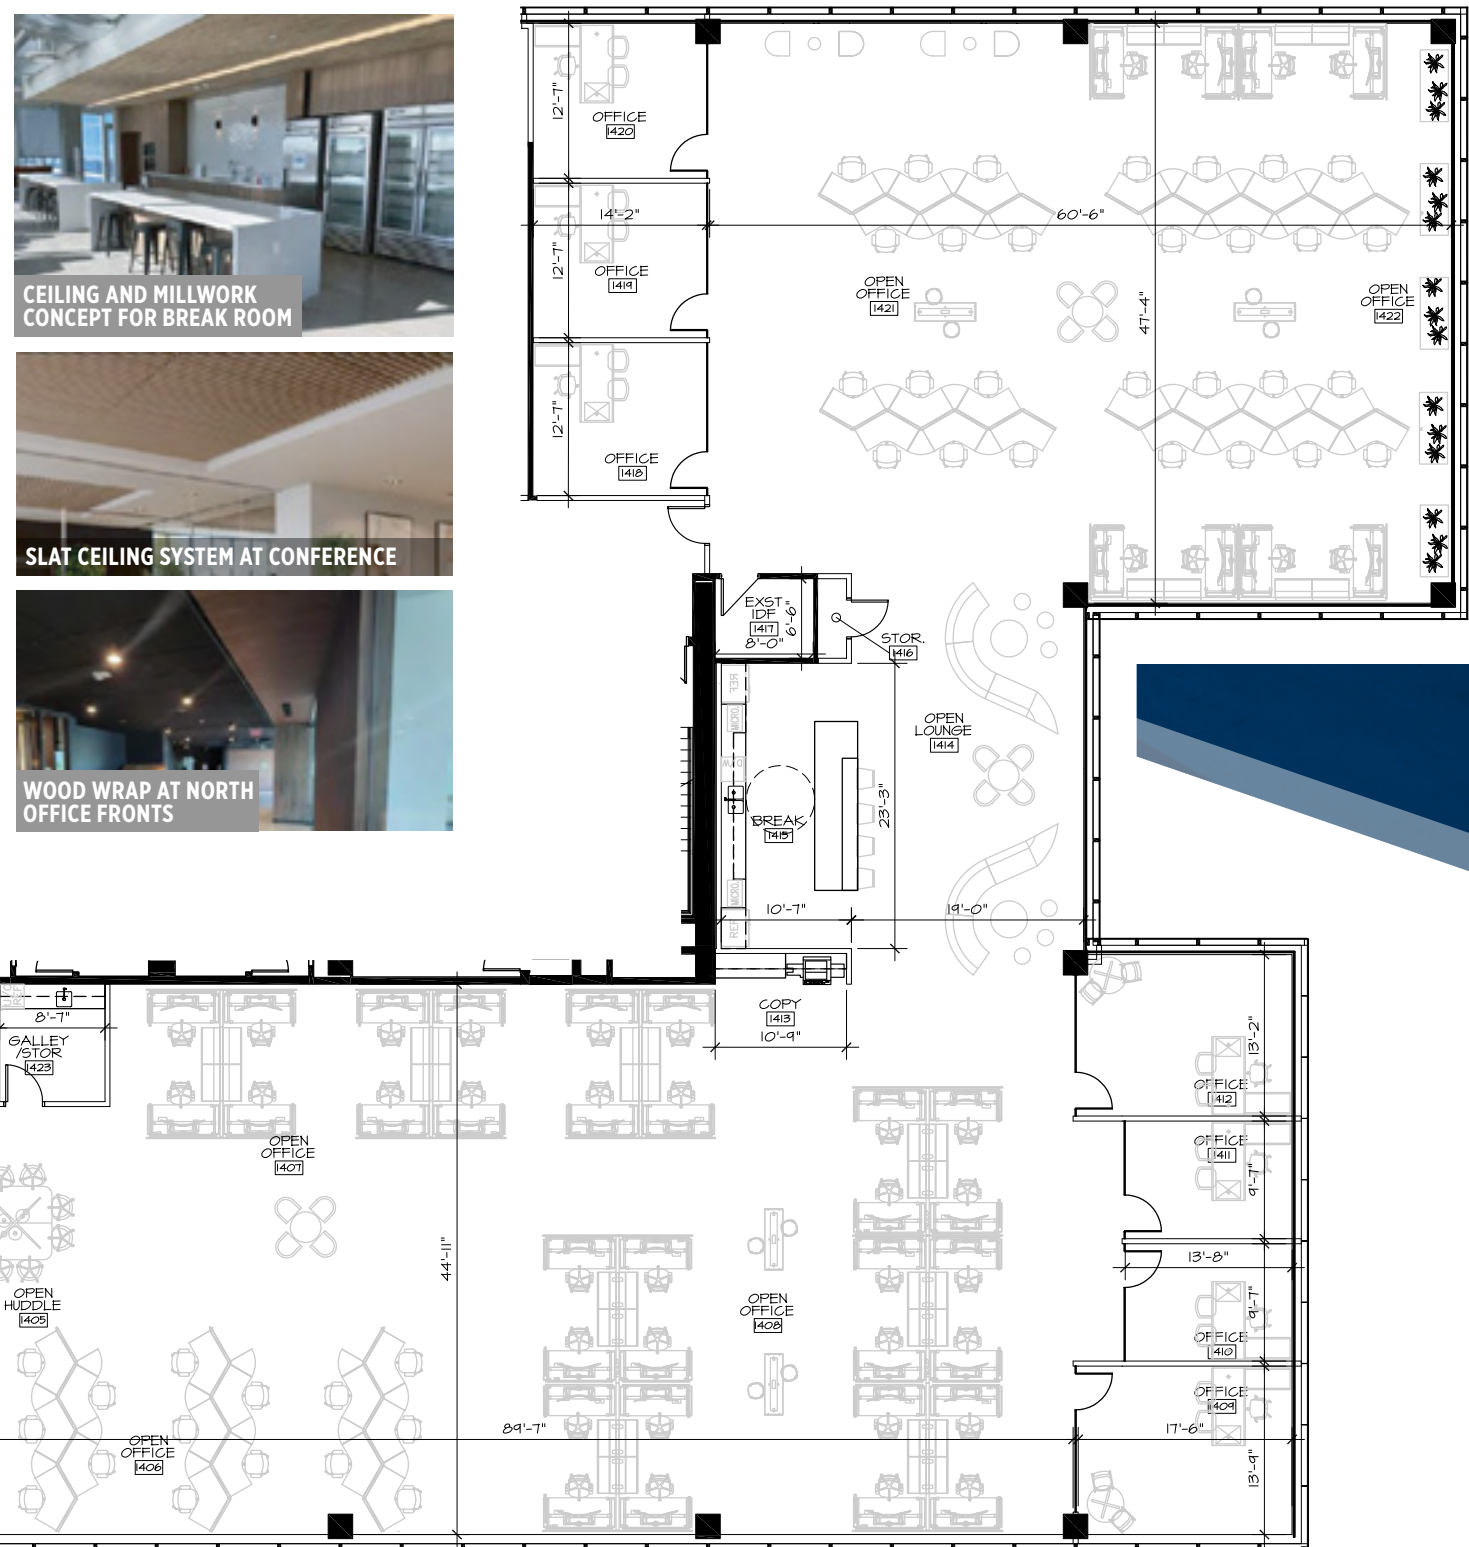 CEILING AND MILLWORK
CONCEPT FOR BREAK ROOM
SLAT CEILING SYSTEM AT CONFERENCE
WOOD WRAP AT NORTH
OFFICE FRONTS
12'-7"
OFFICE
1420
14'-2"
60'-6"
12'-7"
OFFICE
1419
OPEN
OFFICE
1421
47'-4"
OPEN
OFFICE
1422
12'-7"
OFFICE
1418
EXST
IDF
1417
6'-6"
8'-0"
STOR.
1416
REF
MICRO.
D/W
OPEN
LOUNGE
1414
BREAK
1415
23'-3"
MICRO.
REF
10'-7"
19'-0"
U/C
REF
8'-7"
GALLEY
/STOR
1423
COPY
1413
10'-9"
13'-2"
OFFICE
1412
OFFICE
1411
9'-7"
OPEN
OFFICE
1407
44'-11"
13'-8"
OPEN
HUDDLE
1405
OPEN
OFFICE
1408
9'-7"
OFFICE
1410
OFFICE
1409
OPEN
OFFICE
1406
89'-7"
17'-6"
13'-9"